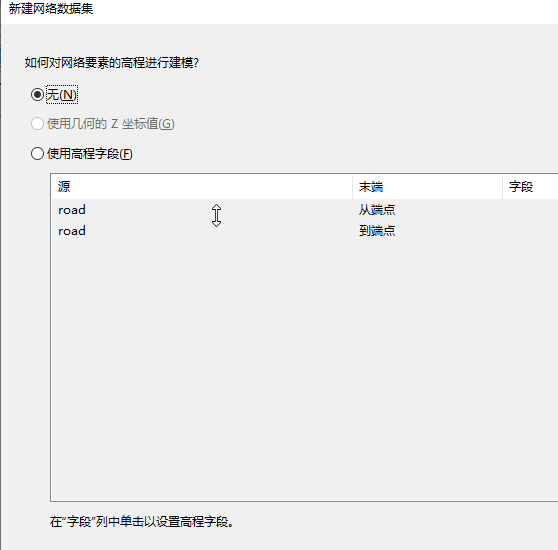 新建网络数据集
如何对网络要素的高程进行建模?
无(N)
使用几何的 Z 坐标值(G)
使用高程字段(F)
源 末端 字段
road 从端点
road 到端点
在"字段"列中单击以设置高程字段。